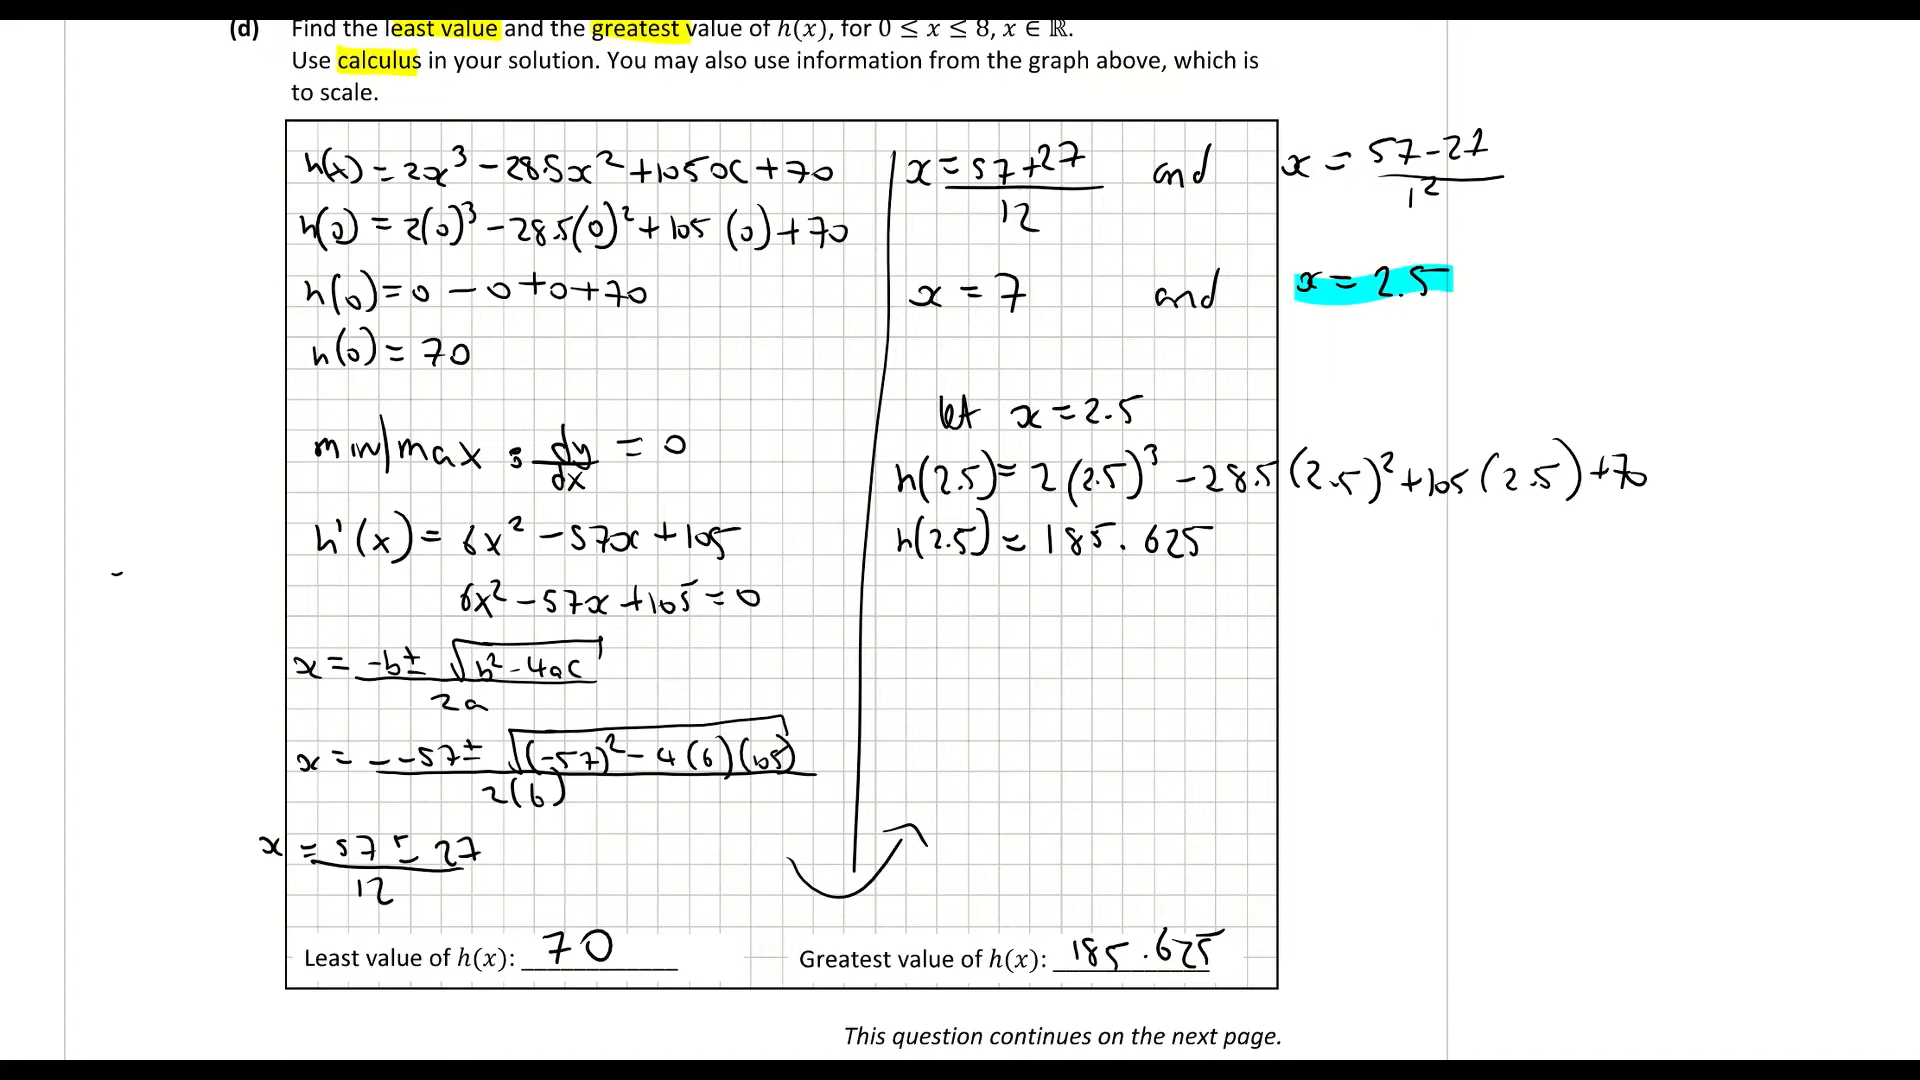 (d) Find the least value and the greatest value of h(x), for 0 ≤ x ≤ 8, x ∈ ℝ.
Use calculus in your solution. You may also use information from the graph above, which is
to scale.
h(x) = 2x³ - 28.5x² + 105x + 70
h(0) = 2(0)³ - 28.5(0)² + 105 (0) + 70
h(0) = 0 - 0 + 0 + 70
h(0) = 70
min/max : dy/dx = 0
h'(x) = 6x² - 57x + 105
6x² - 57x + 105 = 0
x = -b ± √b² - 4ac / 2a
x = - -57 ± √(-57)² - 4(6)(105) / 2(6)
x = 57 ± 27 / 12
x = 57 + 27 / 12 and x = 57 - 27 / 12
x = 7 and x = 2.5
let x = 2.5
h(2.5) = 2(2.5)³ - 28.5(2.5)² + 105(2.5) + 70
h(2.5) = 185.625
Least value of h(x): 70 Greatest value of h(x): 185.625
This question continues on the next page.